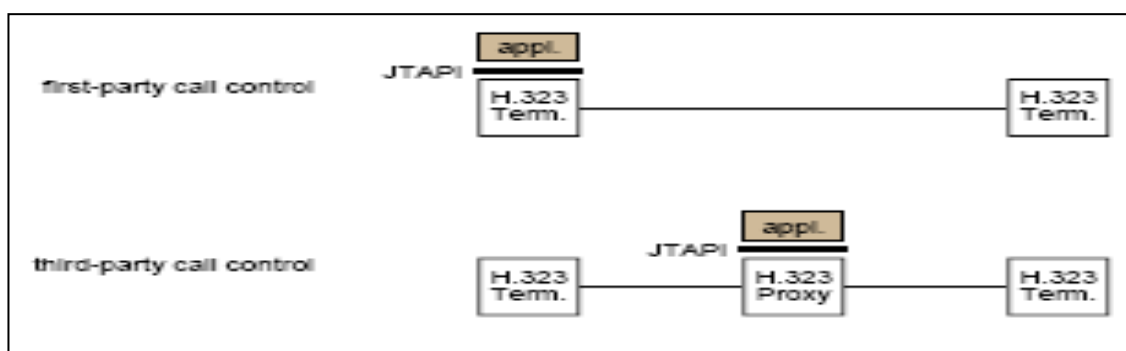 appl.
JTAPI
first-party call control
H.323
Term.
H.323
Term.
appl.
JTAPI
third-party call control
H.323
Term.
H.323
Proxy
H.323
Term.